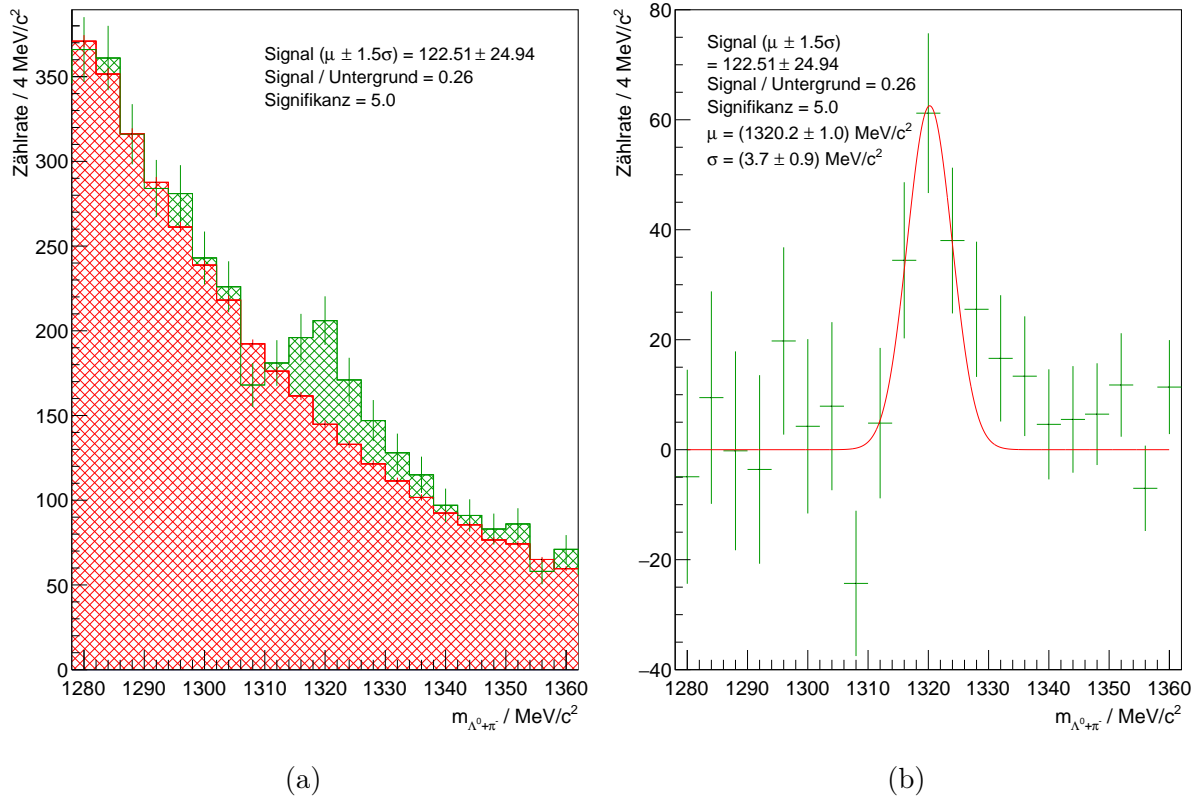 Zählrate / 4 MeV/c²
350
300
250
200
150
100
50
0
Signal (μ ± 1.5σ) = 122.51 ± 24.94
Signal / Untergrund = 0.26
Signifikanz = 5.0
1280 1290 1300 1310 1320 1330 1340 1350 1360
m_Λ⁰+π⁻ / MeV/c²
(a)
Zählrate / 4 MeV/c²
80
60
40
20
0
−20
−40
Signal (μ ± 1.5σ)
= 122.51 ± 24.94
Signal / Untergrund = 0.26
Signifikanz = 5.0
μ = (1320.2 ± 1.0) MeV/c²
σ = (3.7 ± 0.9) MeV/c²
1280 1290 1300 1310 1320 1330 1340 1350 1360
m_Λ⁰+π⁻ / MeV/c²
(b)